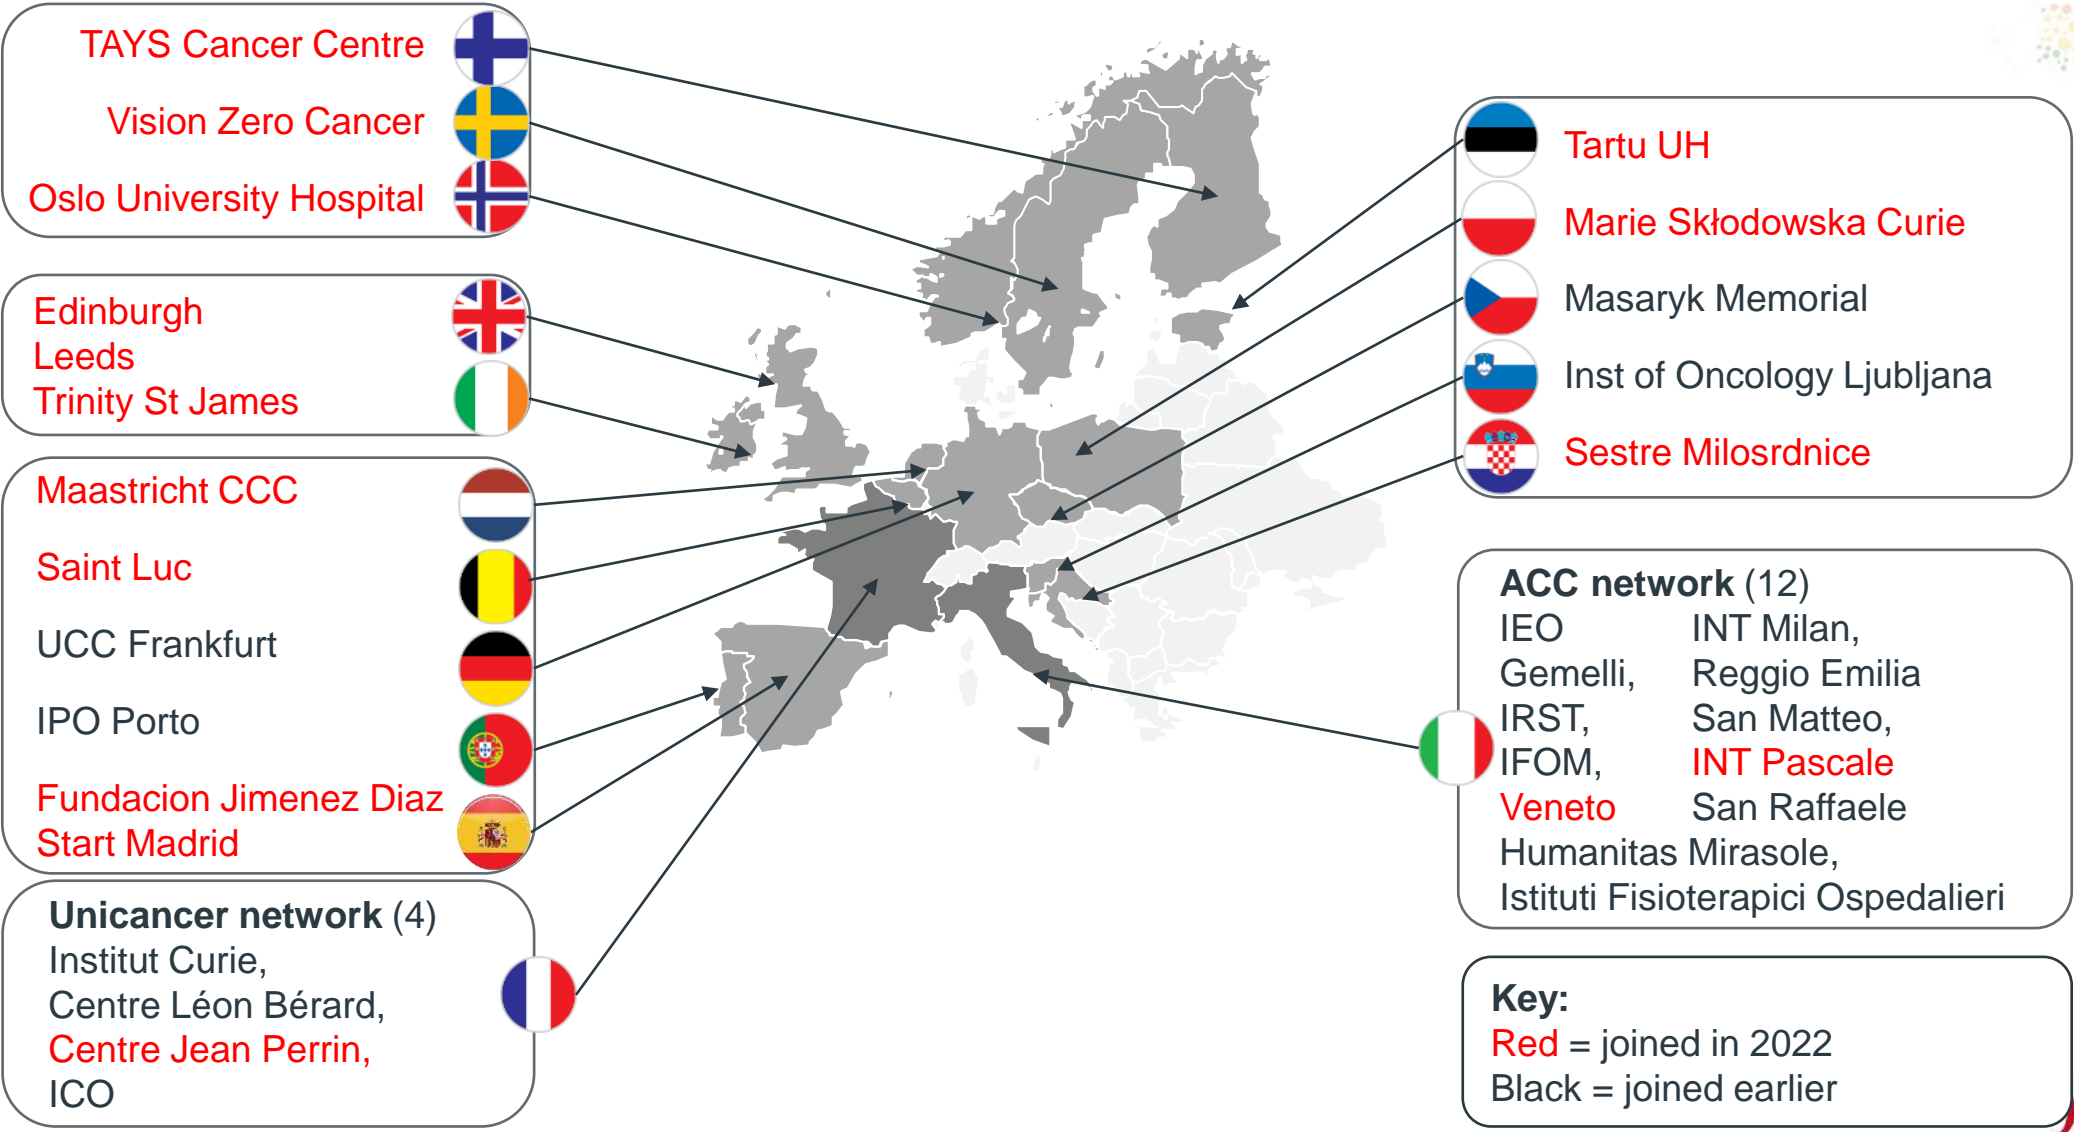 TAYS Cancer Centre
Vision Zero Cancer
Oslo University Hospital
Edinburgh
Leeds
Trinity St James
Maastricht CCC
Saint Luc
UCC Frankfurt
IPO Porto
Fundacion Jimenez Diaz
Start Madrid
Unicancer network (4)
Institut Curie,
Centre Léon Bérard,
Centre Jean Perrin,
ICO
Tartu UH
Marie Skłodowska Curie
Masaryk Memorial
Inst of Oncology Ljubljana
Sestre Milosrdnice
ACC network (12)
IEO INT Milan,
Gemelli, Reggio Emilia
IRST, San Matteo,
IFOM, INT Pascale
Veneto San Raffaele
Humanitas Mirasole,
Istituti Fisioterapici Ospedalieri
Key:
Red = joined in 2022
Black = joined earlier